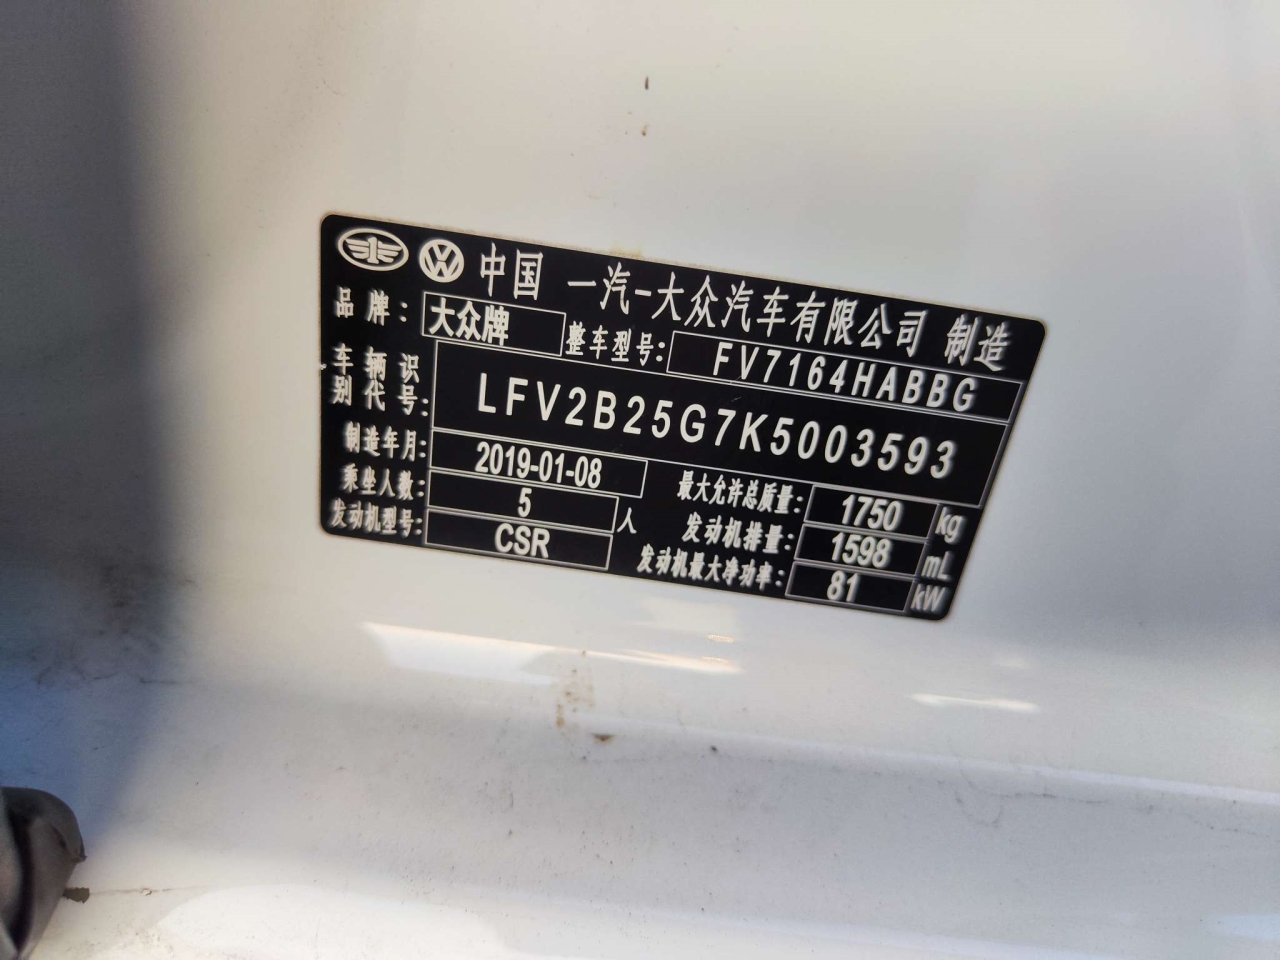 中国 一汽-大众汽车有限公司 制造
品牌: 大众牌 整车型号: FV7164HABBG
车辆识别代号: LFV2B25G7K5003593
制造年月: 2019-01-08 最大允许总质量: 1750 kg
乘坐人数: 5 人 发动机排量: 1598 mL
发动机型号: CSR 发动机最大净功率: 81 kW